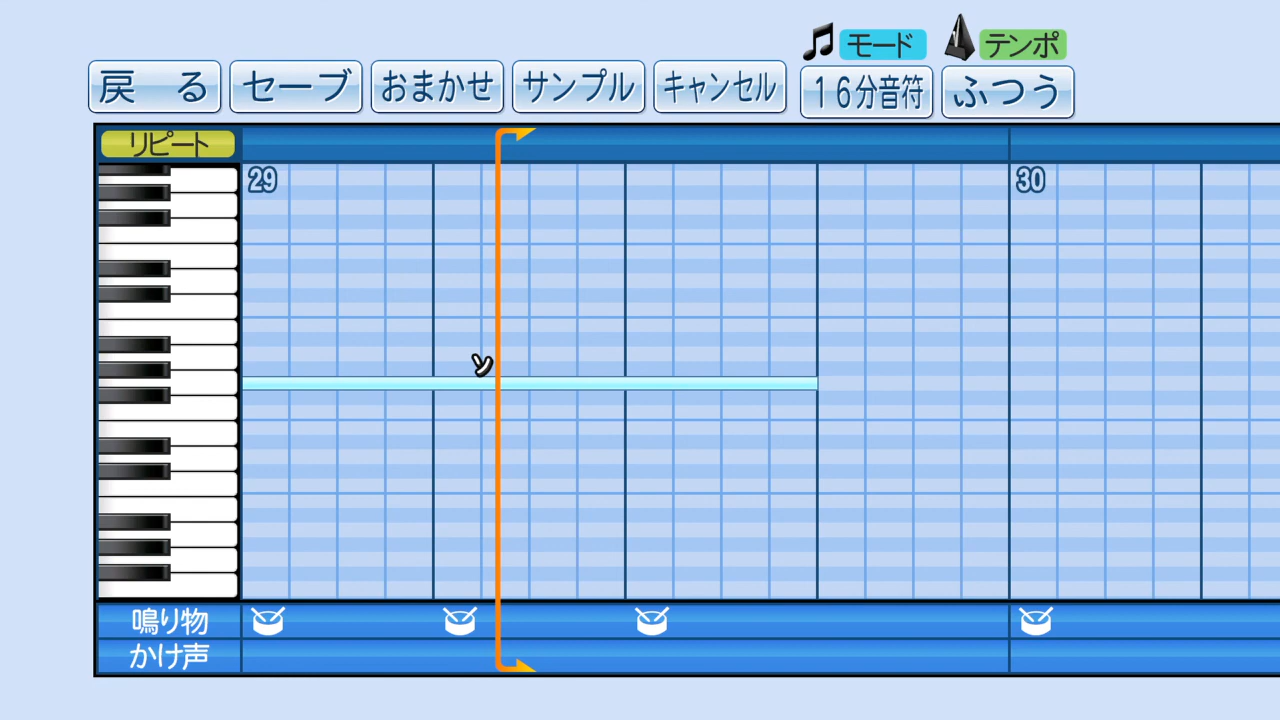 モード テンポ
戻 る セーブ おまかせ サンプル キャンセル 16分音符 ふつう
リピート
29 30
鳴り物
かけ声